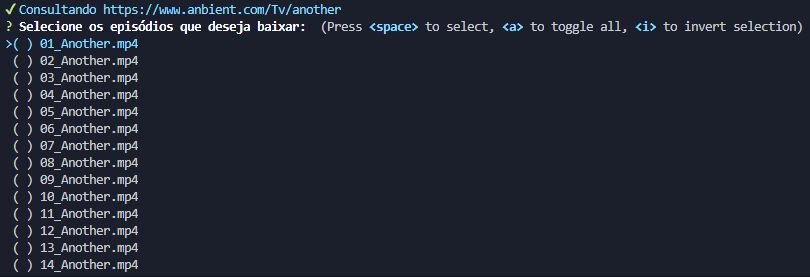 ✔ Consultando https://www.anbient.com/Tv/another
? Selecione os episódios que deseja baixar:  (Press <space> to select, <a> to toggle all, <i> to invert selection)
>( ) 01_Another.mp4
( ) 02_Another.mp4
( ) 03_Another.mp4
( ) 04_Another.mp4
( ) 05_Another.mp4
( ) 06_Another.mp4
( ) 07_Another.mp4
( ) 08_Another.mp4
( ) 09_Another.mp4
( ) 10_Another.mp4
( ) 11_Another.mp4
( ) 12_Another.mp4
( ) 13_Another.mp4
( ) 14_Another.mp4